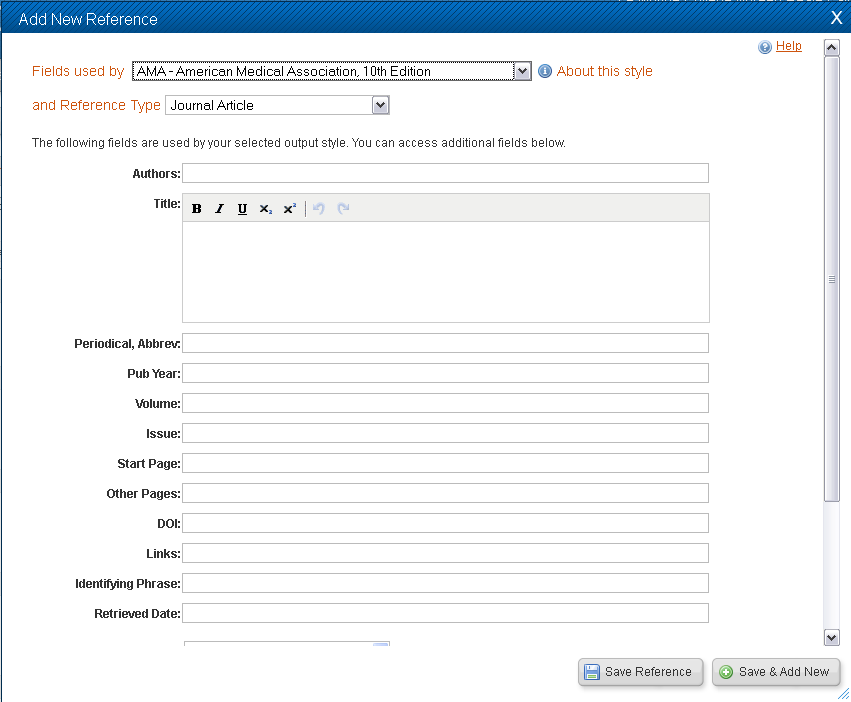 Add New Reference
X
Help
Fields used by AMA - American Medical Association, 10th Edition About this style
and Reference Type Journal Article
The following fields are used by your selected output style. You can access additional fields below.
Authors:
Title: B I U x₂ x²
Periodical, Abbrev:
Pub Year:
Volume:
Issue:
Start Page:
Other Pages:
DOI:
Links:
Identifying Phrase:
Retrieved Date:
Save Reference Save & Add New